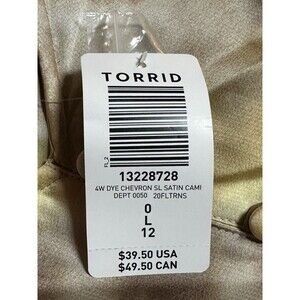 TORRID
FL_2
13228728
4W DYE CHEVRON SL SATIN CAMI
DEPT 0050 20FLTRNS
0
L
12
$39.50 USA
$49.50 CAN